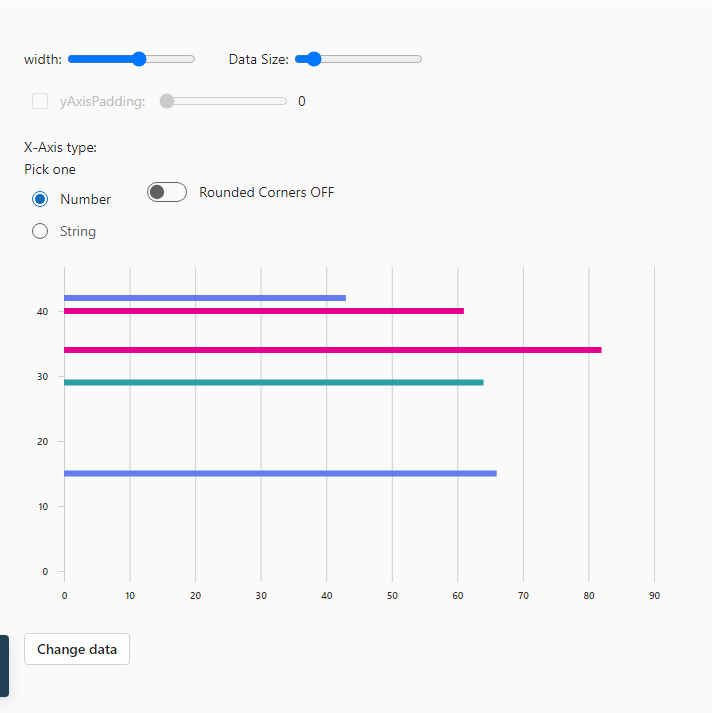 width: Data Size:
yAxisPadding: 0
X-Axis type:
Pick one
Number Rounded Corners OFF
String
40
30
20
10
0
0 10 20 30 40 50 60 70 80 90
Change data